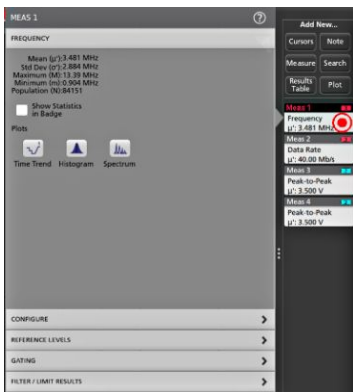 MEAS 1
?
FREQUENCY
Mean (μ'):3.481 MHz
Std Dev (σ'):2.884 MHz
Maximum (M):13.39 MHz
Minimum (m):0.904 MHz
Population (N):84151
Show Statistics
in Badge
Plots
Time Trend Histogram Spectrum
CONFIGURE
REFERENCE LEVELS
GATING
FILTER / LIMIT RESULTS
Add New...
Cursors Note
Measure Search
Results
Table
Plot
Meas 1
Frequency
μ': 3.481 MHz
Meas 2
Data Rate
μ': 40.00 Mb/s
Meas 3
Peak-to-Peak
μ': 3.500 V
Meas 4
Peak-to-Peak
μ': 3.500 V